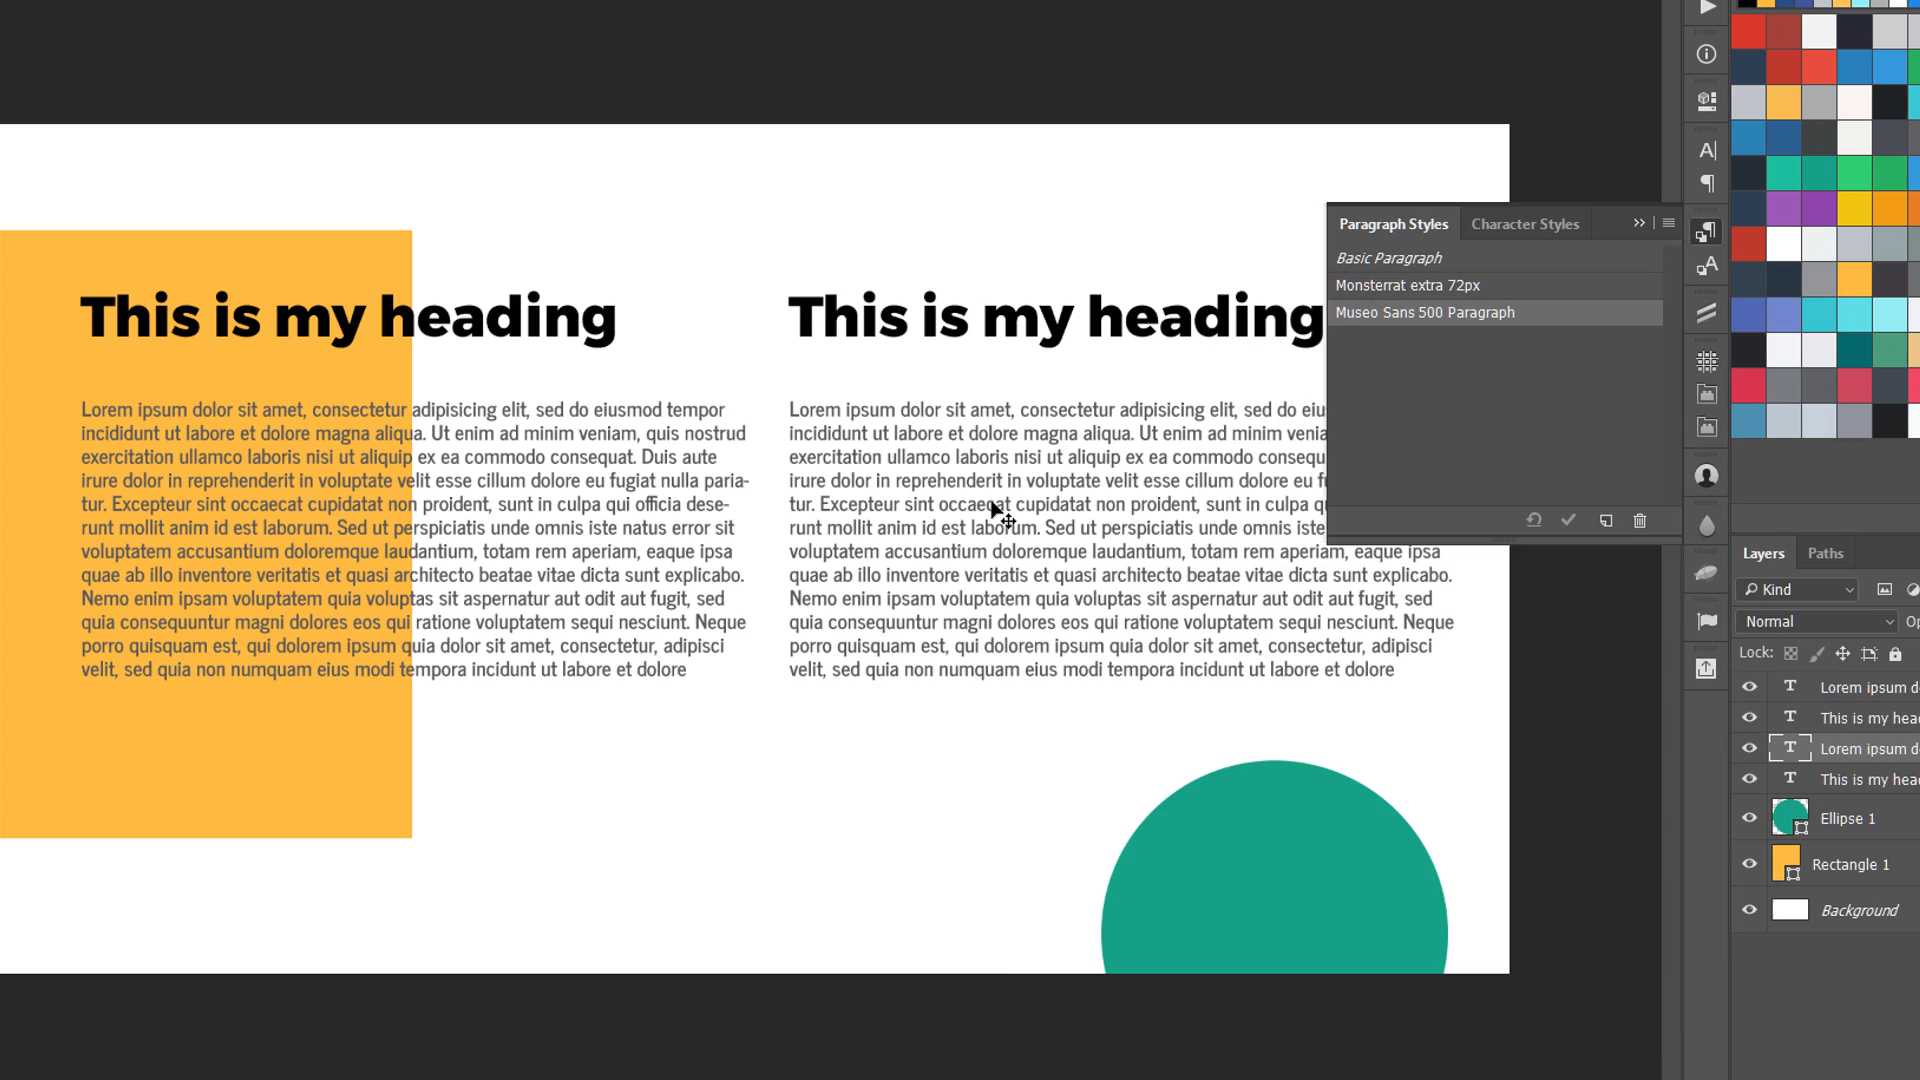 This is my heading
Lorem ipsum dolor sit amet, consectetur adipisicing elit, sed do eiusmod tempor
incididunt ut labore et dolore magna aliqua. Ut enim ad minim veniam, quis nostrud
exercitation ullamco laboris nisi ut aliquip ex ea commodo consequat. Duis aute
irure dolor in reprehenderit in voluptate velit esse cillum dolore eu fugiat nulla paria-
tur. Excepteur sint occaecat cupidatat non proident, sunt in culpa qui officia dese-
runt mollit anim id est laborum. Sed ut perspiciatis unde omnis iste natus error sit
voluptatem accusantium doloremque laudantium, totam rem aperiam, eaque ipsa
quae ab illo inventore veritatis et quasi architecto beatae vitae dicta sunt explicabo.
Nemo enim ipsam voluptatem quia voluptas sit aspernatur aut odit aut fugit, sed
quia consequuntur magni dolores eos qui ratione voluptatem sequi nesciunt. Neque
porro quisquam est, qui dolorem ipsum quia dolor sit amet, consectetur, adipisci
velit, sed quia non numquam eius modi tempora incidunt ut labore et dolore
This is my heading
Lorem ipsum dolor sit amet, consectetur adipisicing elit, sed do eiu
incididunt ut labore et dolore magna aliqua. Ut enim ad minim venia
exercitation ullamco laboris nisi ut aliquip ex ea commodo consequ
irure dolor in reprehenderit in voluptate velit esse cillum dolore eu f
tur. Excepteur sint occaecat cupidatat non proident, sunt in culpa q
runt mollit anim id est laborum. Sed ut perspiciatis unde omnis iste
voluptatem accusantium doloremque laudantium, totam rem aperiam, eaque ipsa
quae ab illo inventore veritatis et quasi architecto beatae vitae dicta sunt explicabo.
Nemo enim ipsam voluptatem quia voluptas sit aspernatur aut odit aut fugit, sed
quia consequuntur magni dolores eos qui ratione voluptatem sequi nesciunt. Neque
porro quisquam est, qui dolorem ipsum quia dolor sit amet, consectetur, adipisci
velit, sed quia non numquam eius modi tempora incidunt ut labore et dolore
Paragraph Styles Character Styles
Basic Paragraph
Monsterrat extra 72px
Museo Sans 500 Paragraph
Layers Paths
Kind
Normal Op
Lock:
T Lorem ipsum d
T This is my hea
T Lorem ipsum d
T This is my hea
Ellipse 1
Rectangle 1
Background